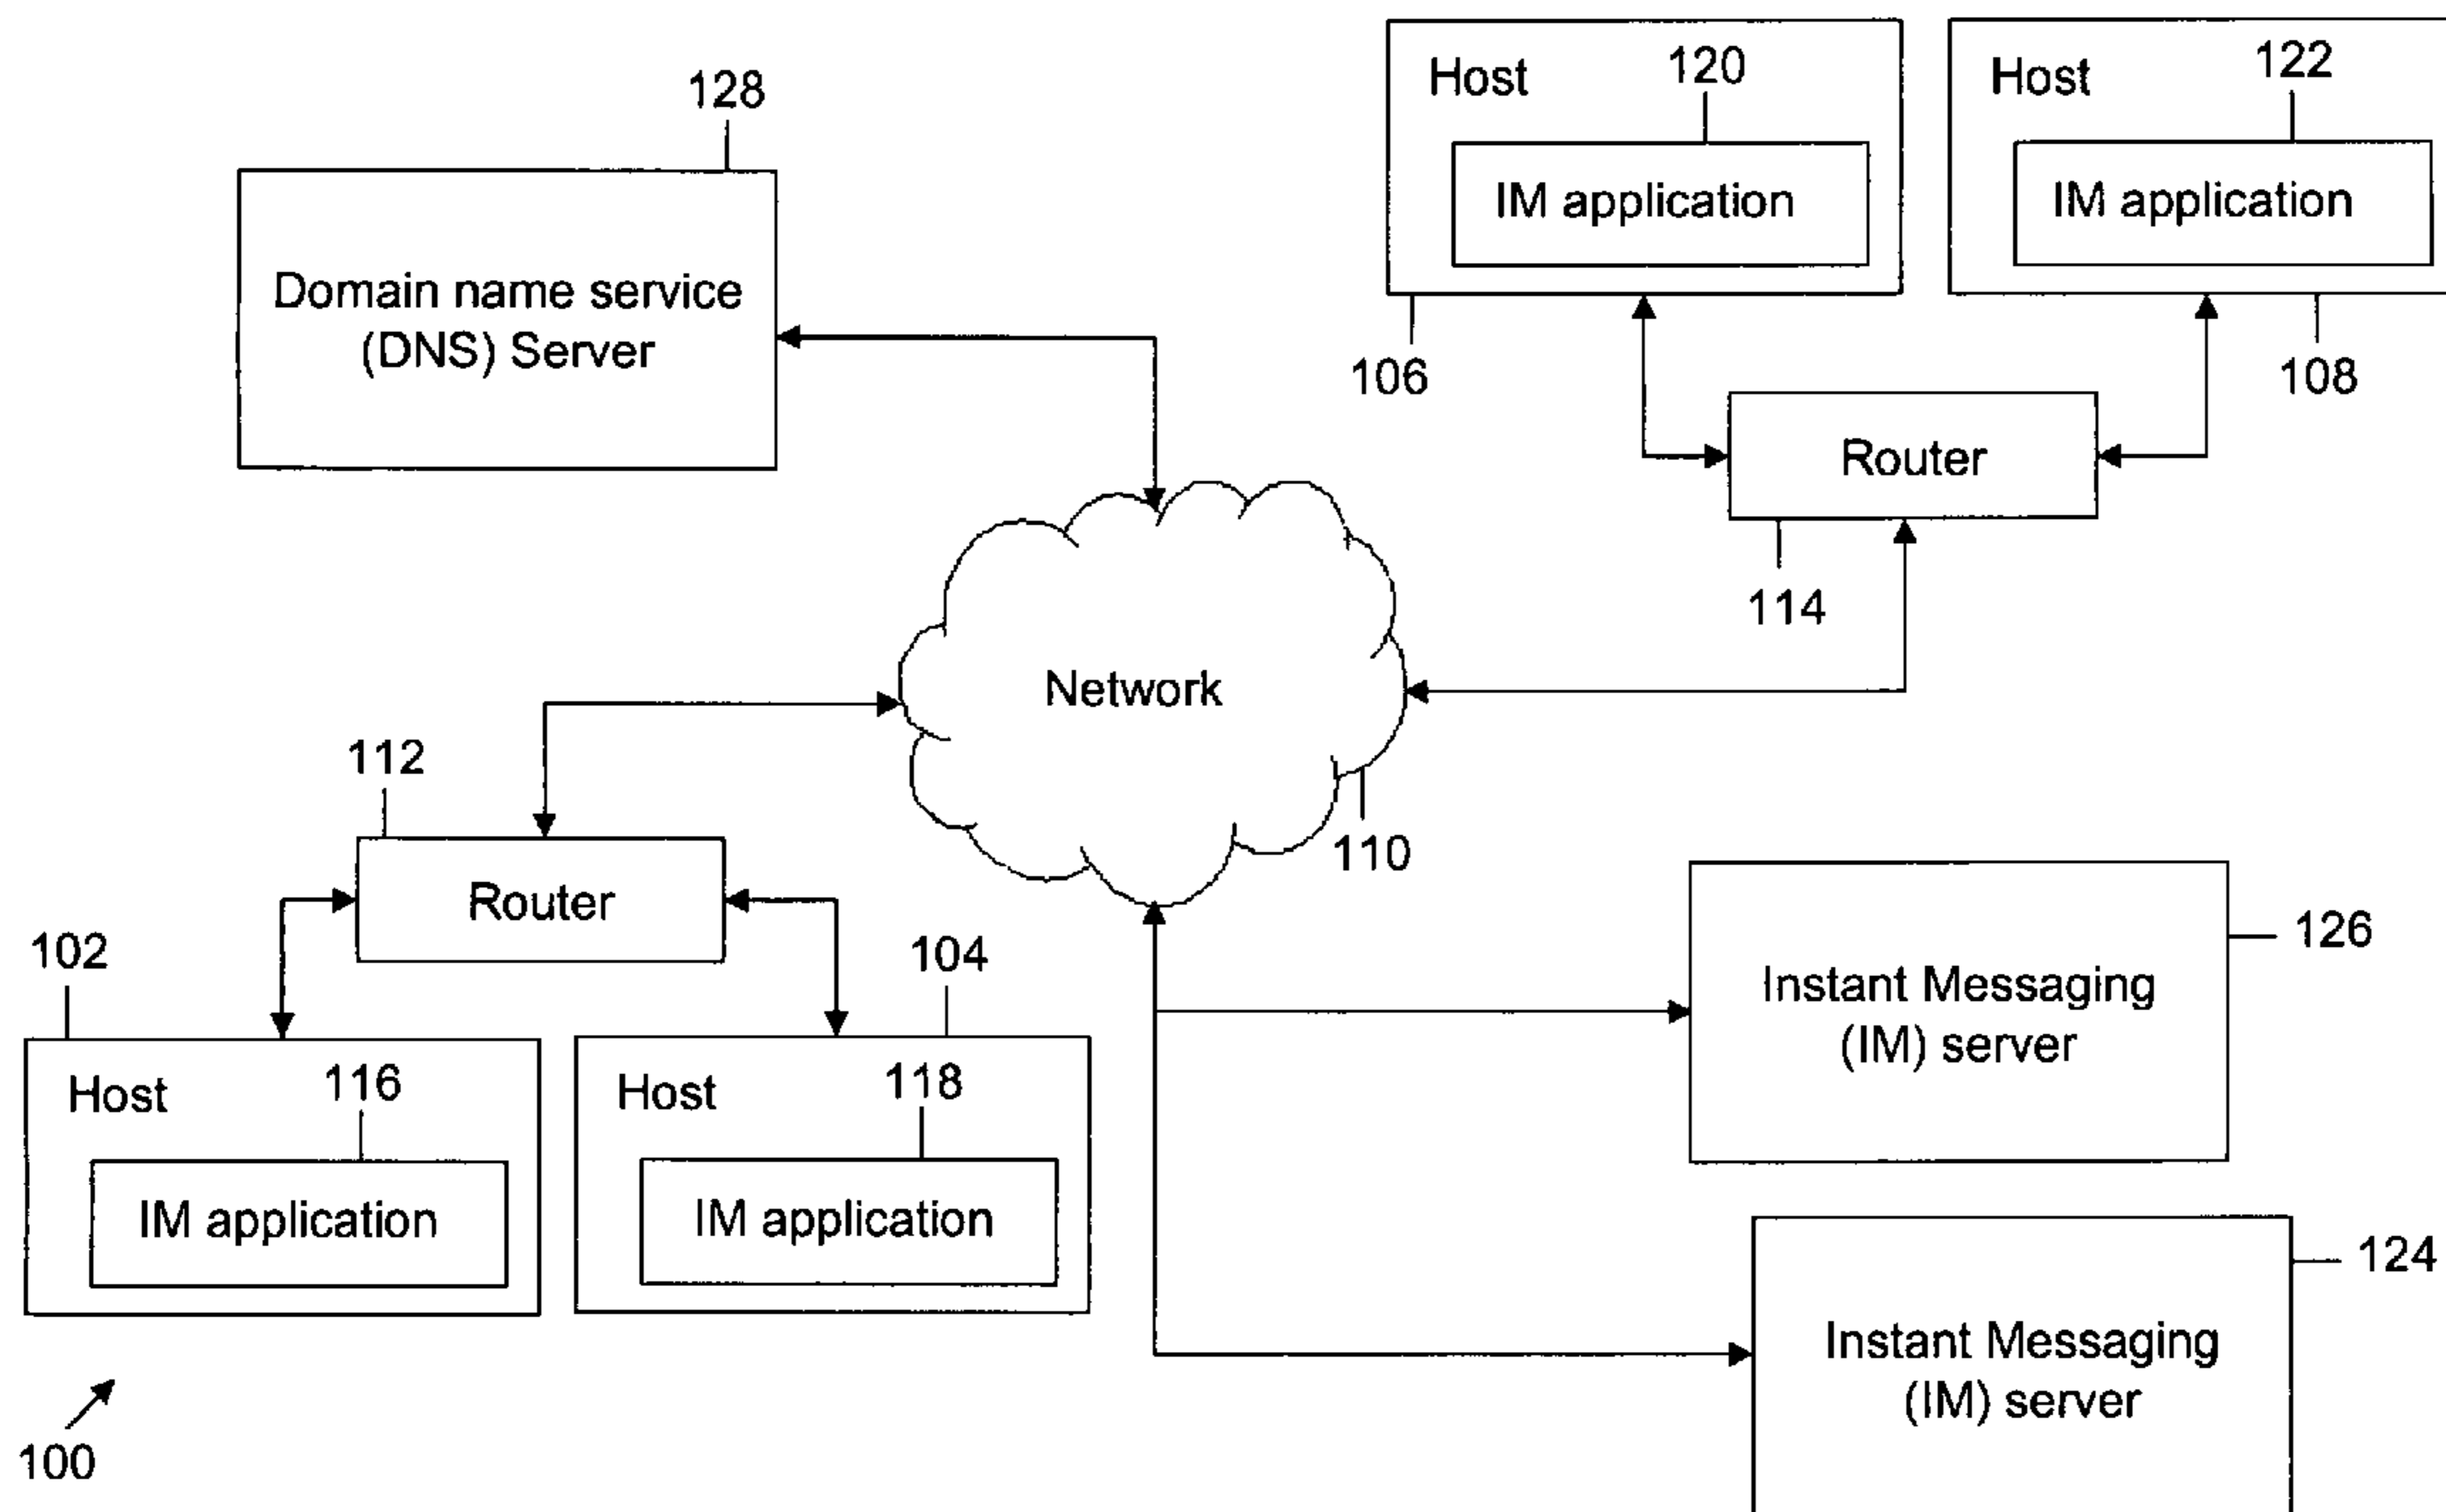 128
Domain name service
(DNS) Server
Host
120
IM application
106
Host
122
IM application
108
Router
114
Network
110
112
Router
102
Host
116
IM application
104
Host
118
IM application
126
Instant Messaging
(IM) server
124
Instant Messaging
(IM) server
100